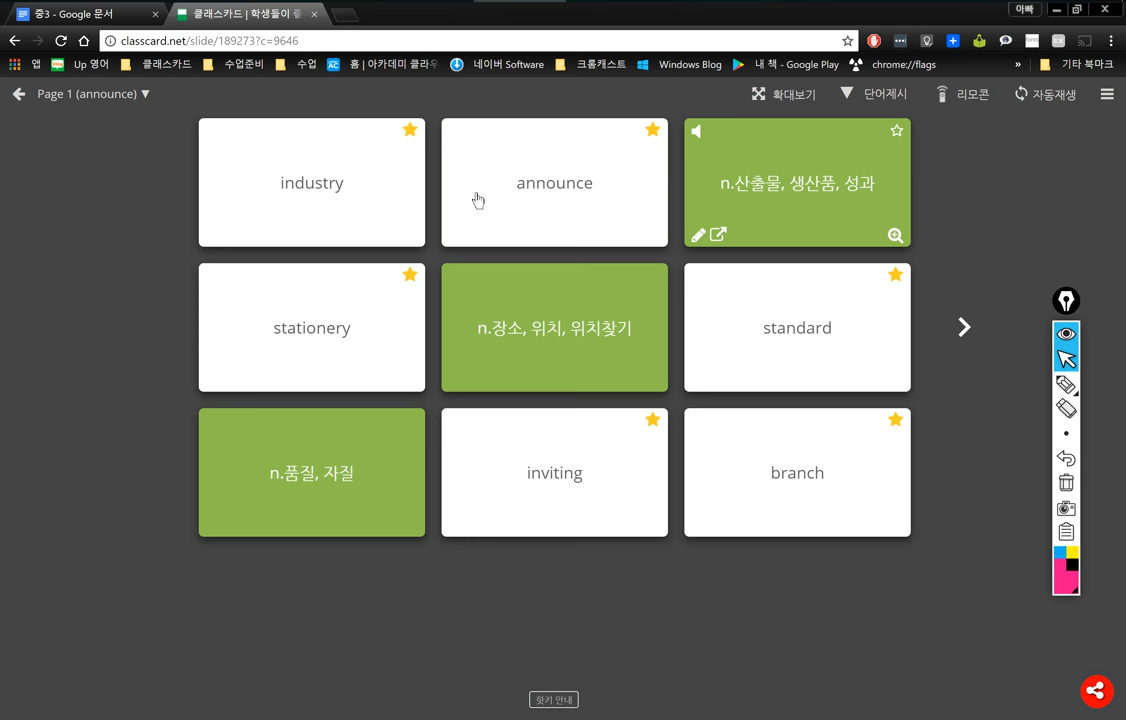 중3 - Google 문서
클래스카드 | 학생들이 좋
아빠
classcard.net/slide/189273?c=9646
앱 Up 영어 클래스카드 수업준비 수업 홈 | 아카데미 클라우 네이버 Software 크롬캐스트 Windows Blog 내 책 - Google Play chrome://flags » 기타 북마크
Page 1 (announce) ▼ 확대보기 단어제시 리모콘 자동재생
industry
announce
n.산출물, 생산품, 성과
stationery
n.장소, 위치, 위치찾기
standard
n.품질, 자질
inviting
branch
핫키 안내